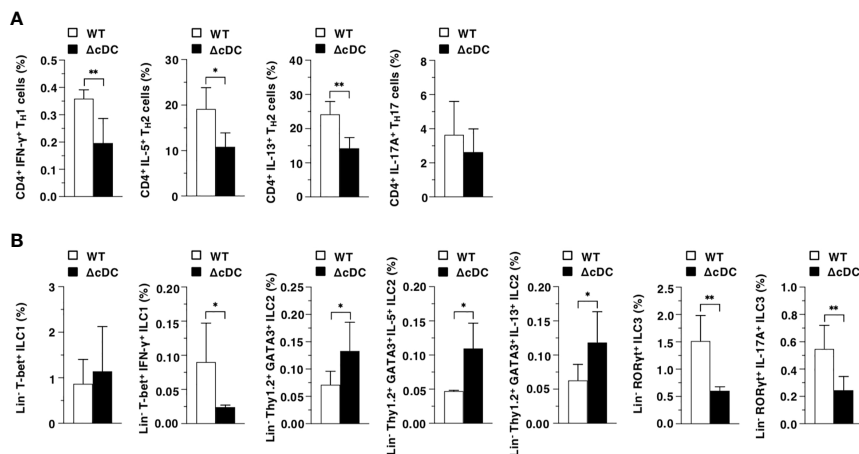 A
WT
ΔcDC
CD4⁺ IFN-γ⁺ TH1 cells (%)
0.5
0.4
0.3
0.2
0.1
0.0
**
WT
ΔcDC
CD4⁺ IL-5⁺ TH2 cells (%)
30
20
10
0
*
WT
ΔcDC
CD4⁺ IL-13⁺ TH2 cells (%)
40
30
20
10
0
**
WT
ΔcDC
CD4⁺ IL-17A⁺ TH17 cells (%)
8
6
4
2
0
B
WT
ΔcDC
Lin⁻ T-bet⁺ ILC1 (%)
3
2
1
0
WT
ΔcDC
Lin⁻ T-bet⁺ IFN-γ⁺ ILC1 (%)
0.20
0.15
0.10
0.05
0.00
*
WT
ΔcDC
Lin⁻ Thy1.2⁺ GATA3⁺ ILC2 (%)
0.25
0.20
0.15
0.10
0.05
0.00
*
WT
ΔcDC
Lin⁻ Thy1.2⁺ GATA3⁺ IL-5⁺ ILC2 (%)
0.20
0.15
0.10
0.05
0.00
*
WT
ΔcDC
Lin⁻ Thy1.2⁺ GATA3⁺ IL-13⁺ ILC2 (%)
0.20
0.15
0.10
0.05
0.00
*
WT
ΔcDC
Lin⁻ RORγt⁺ ILC3 (%)
2.5
2.0
1.5
1.0
0.5
0.0
**
WT
ΔcDC
Lin⁻ RORγt⁺ IL-17A⁺ ILC3 (%)
1.0
0.8
0.6
0.4
0.2
0.0
**